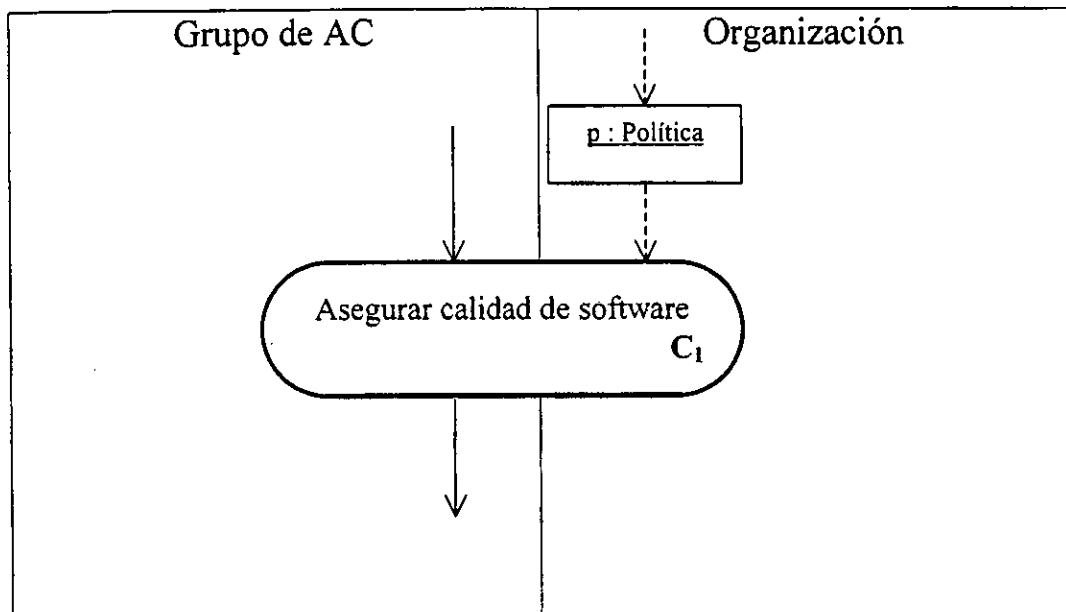 Grupo de AC
Organización
p : Política
Asegurar calidad de software
C₁